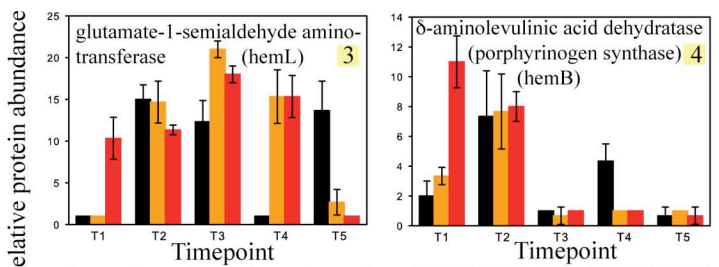 elative protein abundance
glutamate-1-semialdehyde amino-
transferase (hemL) 3
25
20
15
10
5
0
T1 T2 T3 T4 T5
Timepoint
δ-aminolevulinic acid dehydratase
(porphyrinogen synthase) 4
(hemB)
14
12
10
8
6
4
2
0
T1 T2 T3 T4 T5
Timepoint